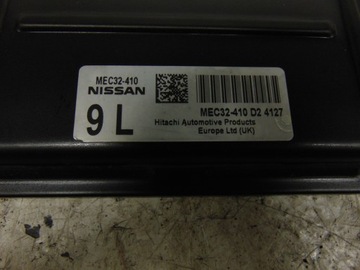 MEC32-410
NISSAN
9 L
MEC32-410 D2 4127
Hitachi Automotive Products
Europe Ltd (UK)